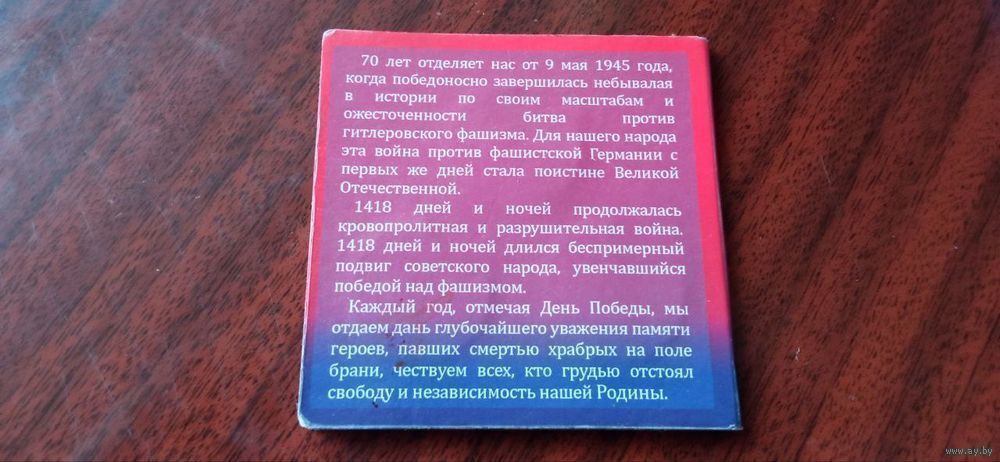 70 лет отделяет нас от 9 мая 1945 года,
когда победоносно завершилась небывалая
в истории по своим масштабам и
ожесточенности битва против
гитлеровского фашизма. Для нашего народа
эта война против фашистской Германии с
первых же дней стала поистине Великой
Отечественной.
1418 дней и ночей продолжалась
кровопролитная и разрушительная война.
1418 дней и ночей длился беспримерный
подвиг советского народа, увенчавшийся
победой над фашизмом.
Каждый год, отмечая День Победы, мы
отдаем дань глубочайшего уважения памяти
героев, павших смертью храбрых на поле
брани, чествуем всех, кто грудью отстоял
свободу и независимость нашей Родины.
www.ay.by